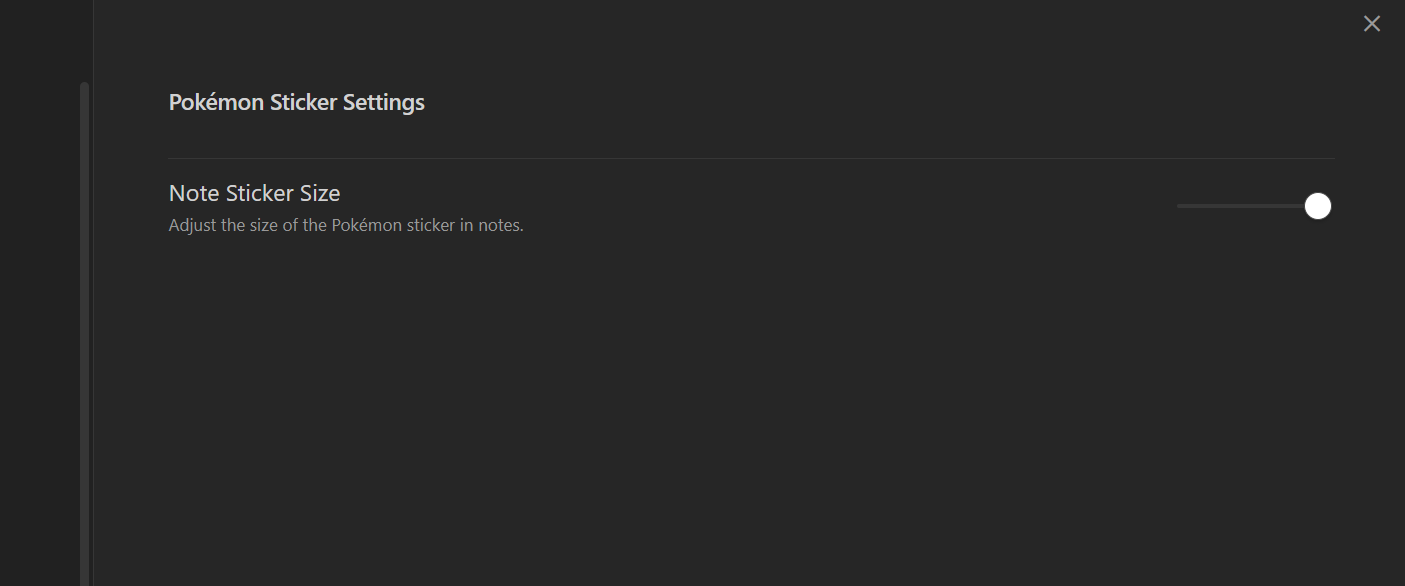 Pokémon Sticker Settings
Note Sticker Size
Adjust the size of the Pokémon sticker in notes.